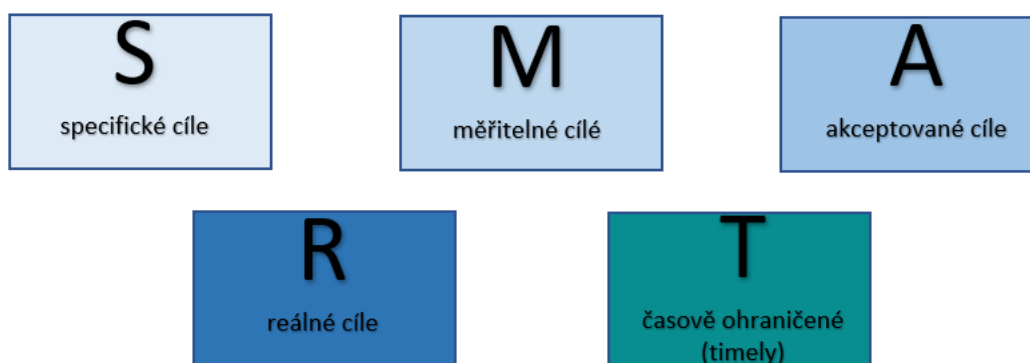 S
specifické cíle
M
měřitelné cílé
A
akceptované cíle
R
reálné cíle
T
časově ohraničené
(timely)